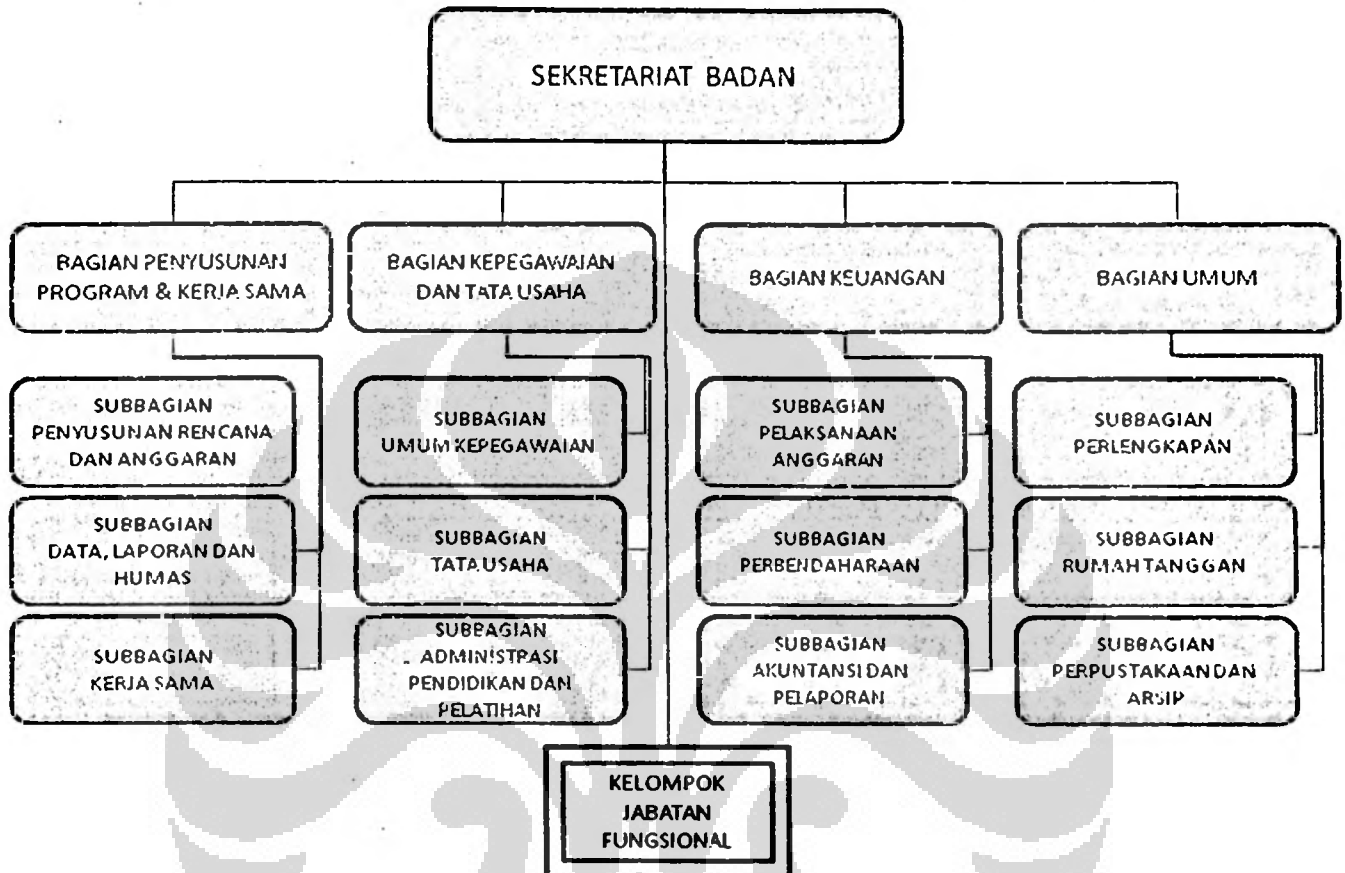 SEKRETARIAT BADAN
BAGIAN PENYUSUNAN
PROGRAM & KERJA SAMA
BAGIAN KEPEGAWAIAN
DAN TATA USAHA
BAGIAN KEUANGAN
BAGIAN UMUM
SUBBAGIAN
PENYUSUNAN RENCANA
DAN ANGGARAN
SUBBAGIAN
UMUM KEPEGAWAIAN
SUBBAGIAN
PELAKSANAAN
ANGGARAN
SUBBAGIAN
PERLENGKAPAN
SUBBAGIAN
DATA, LAPORAN DAN
HUMAS
SUBBAGIAN
TATA USAHA
SUBBAGIAN
PERBENDAHARAAN
SUBBAGIAN
RUMAH TANGGAN
SUBBAGIAN
KERJA SAMA
SUBBAGIAN
ADMINISTRASI
PENDIDIKAN DAN
PELATIHAN
SUBBAGIAN
AKUNTANSI DAN
PELAPORAN
SUBBAGIAN
PERPUSTAKAAN DAN
ARSIP
KELOMPOK
JABATAN
FUNGSIONAL